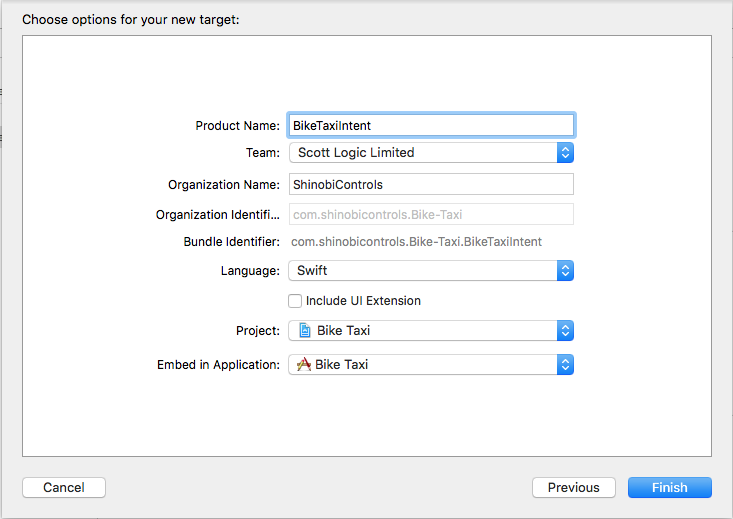 Choose options for your new target:
Product Name: BikeTaxiIntent
Team: Scott Logic Limited
Organization Name: ShinobiControls
Organization Identifi... com.shinobicontrols.Bike-Taxi
Bundle Identifier: com.shinobicontrols.Bike-Taxi.BikeTaxiIntent
Language: Swift
Include UI Extension
Project: Bike Taxi
Embed in Application: Bike Taxi
Cancel Previous Finish